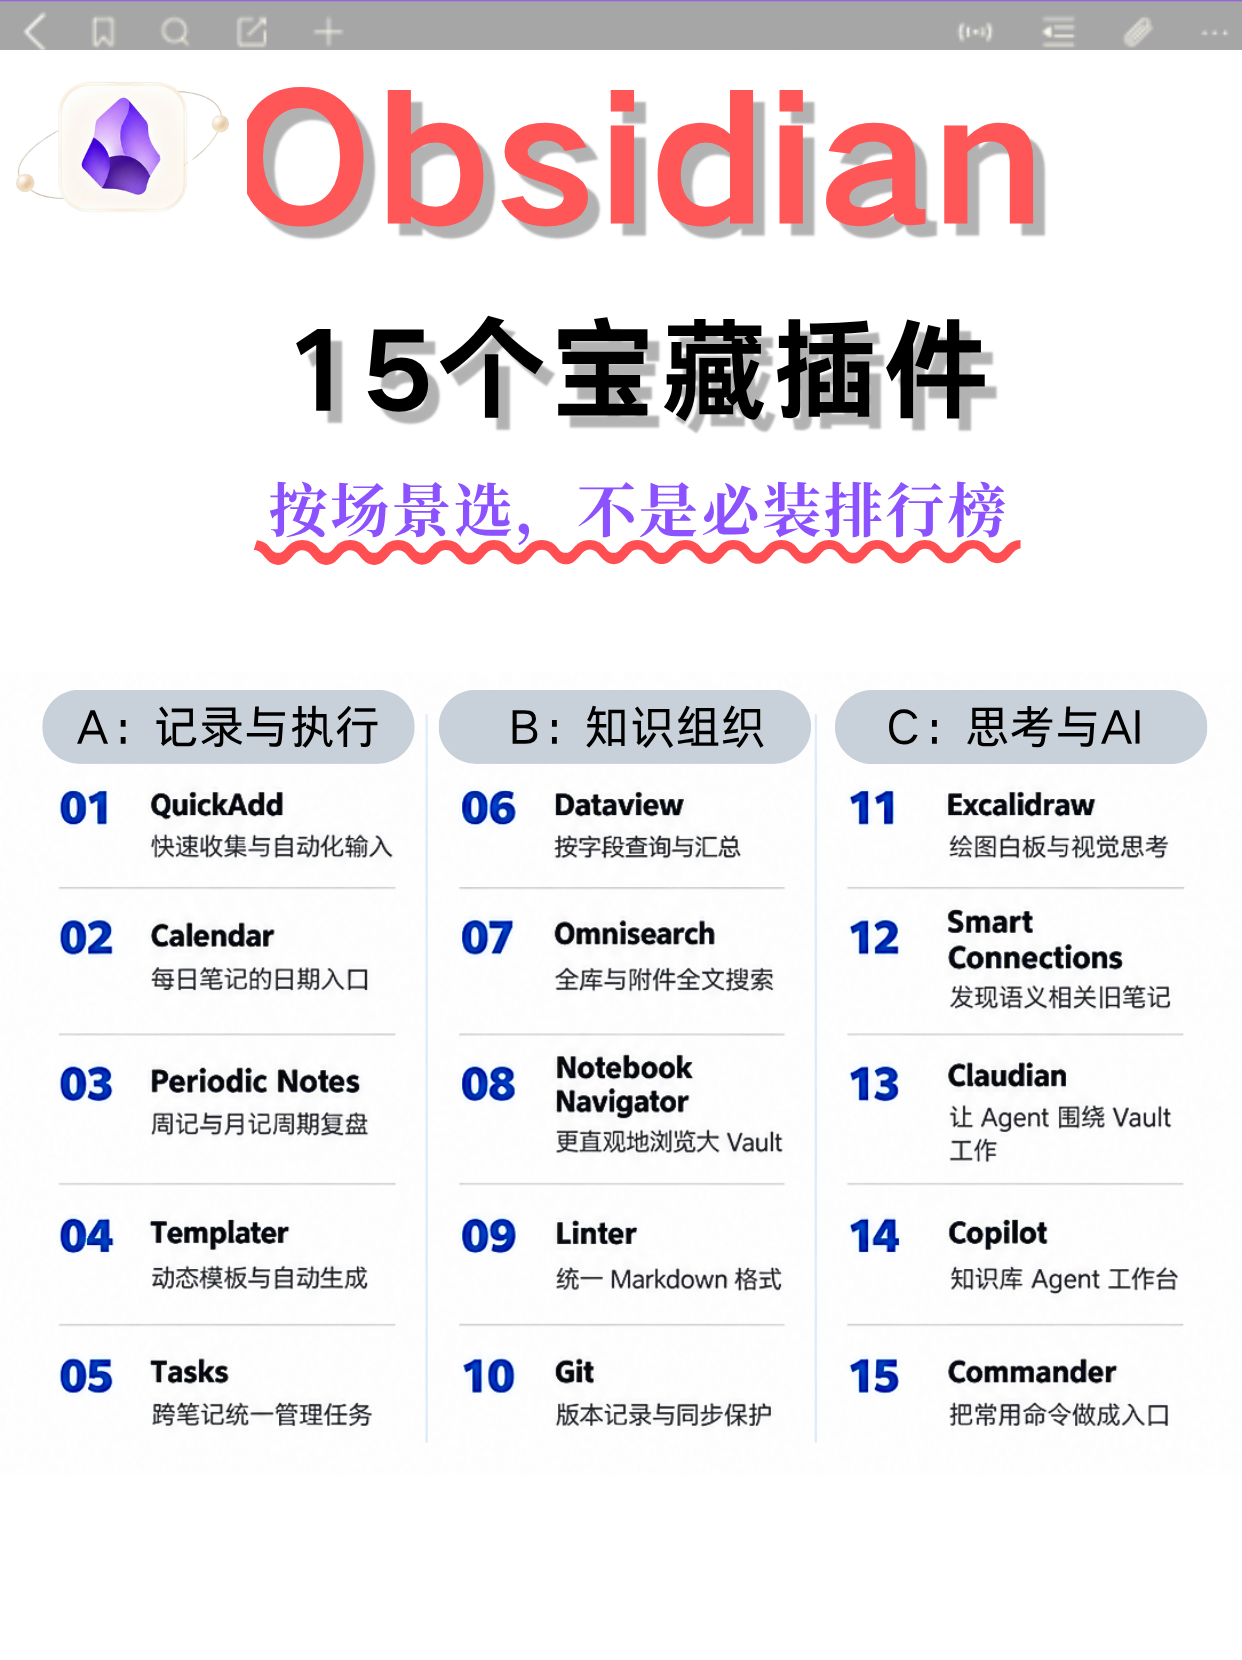 Obsidian
15个宝藏插件
按场景选，不是必装排行榜
A：记录与执行
01 QuickAdd
快速收集与自动化输入
02 Calendar
每日笔记的日期入口
03 Periodic Notes
周记与月记周期复盘
04 Templater
动态模板与自动生成
05 Tasks
跨笔记统一管理任务
B：知识组织
06 Dataview
按字段查询与汇总
07 Omnisearch
全库与附件全文搜索
08 Notebook
Navigator
更直观地浏览大 Vault
09 Linter
统一 Markdown 格式
10 Git
版本记录与同步保护
C：思考与AI
11 Excalidraw
绘图白板与视觉思考
12 Smart
Connections
发现语义相关旧笔记
13 Claudian
让 Agent 围绕 Vault
工作
14 Copilot
知识库 Agent 工作台
15 Commander
把常用命令做成入口